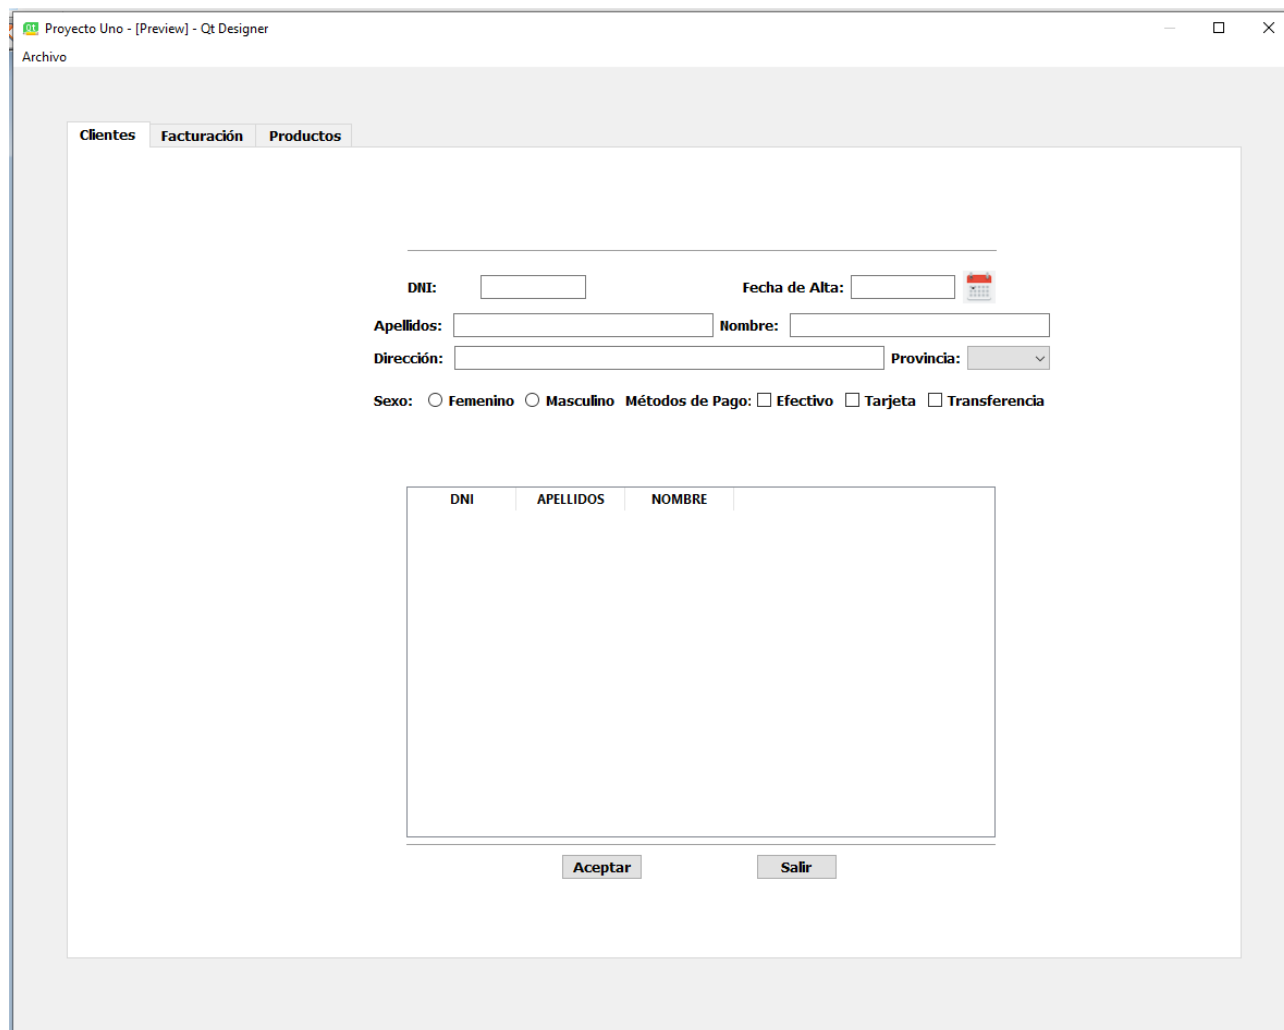 Proyecto Uno - [Preview] - Qt Designer
Archivo
Clientes Facturación Productos
DNI: Fecha de Alta:
Apellidos: Nombre:
Dirección: Provincia:
Sexo: Femenino Masculino Métodos de Pago: Efectivo Tarjeta Transferencia
DNI APELLIDOS NOMBRE
Aceptar Salir